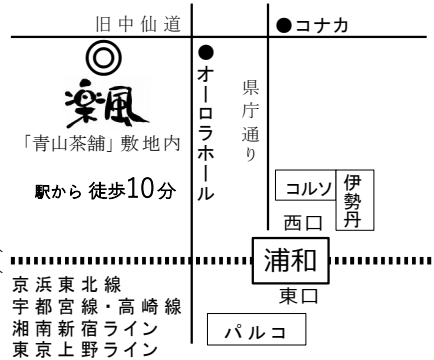 旧中仙道
●コナカ
楽風
「青山茶舗」敷地内
駅から 徒歩10分
●オーロラホール
県庁通り
コルソ
伊勢丹
西口
浦和
東口
京浜東北線
宇都宮線・高崎線
湘南新宿ライン
東京上野ライン
パルコ